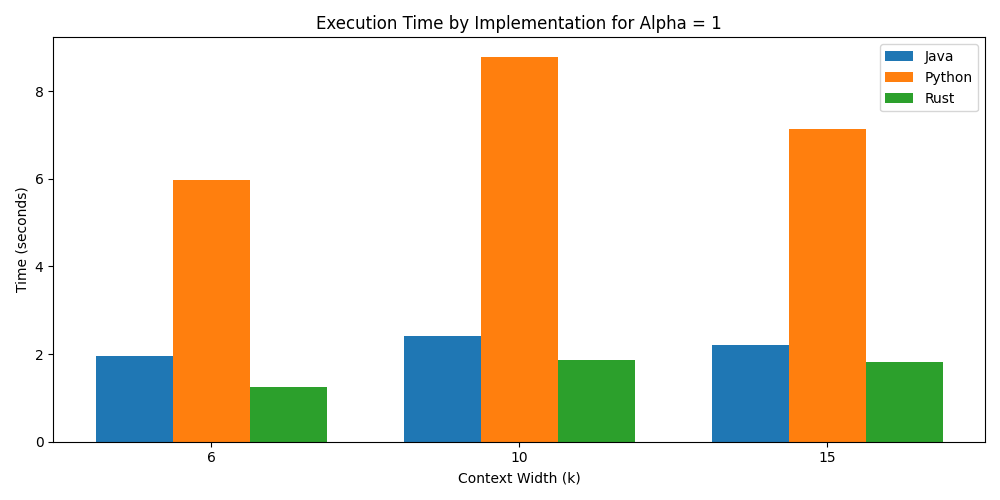 Execution Time by Implementation for Alpha = 1
Java
Python
Rust
Time (seconds)
8
6
4
2
0
6 10 15
Context Width (k)